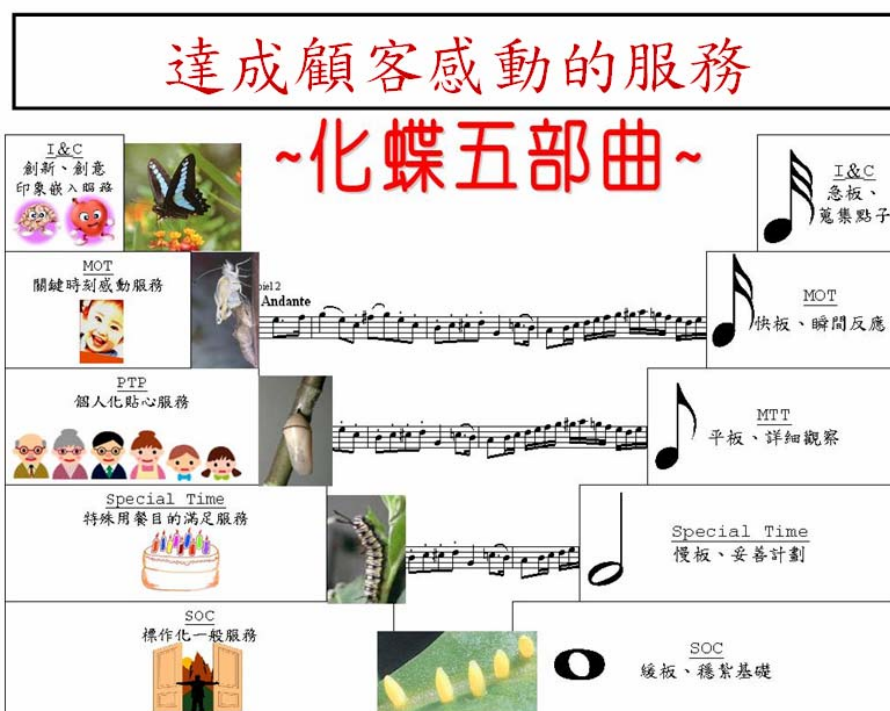 達成顧客感動的服務
~化蝶五部曲~
I&C
創新、創意
印象嵌入服務
I&C
急板、
蒐集點子
MOT
關鍵時刻感動服務
Andante
MOT
快板、瞬間反應
PTP
個人化貼心服務
MTT
平板、詳細觀察
Special Time
特殊用餐目的滿足服務
Special Time
慢板、妥善計劃
SOC
標作化一般服務
SOC
緩板、穩紮基礎